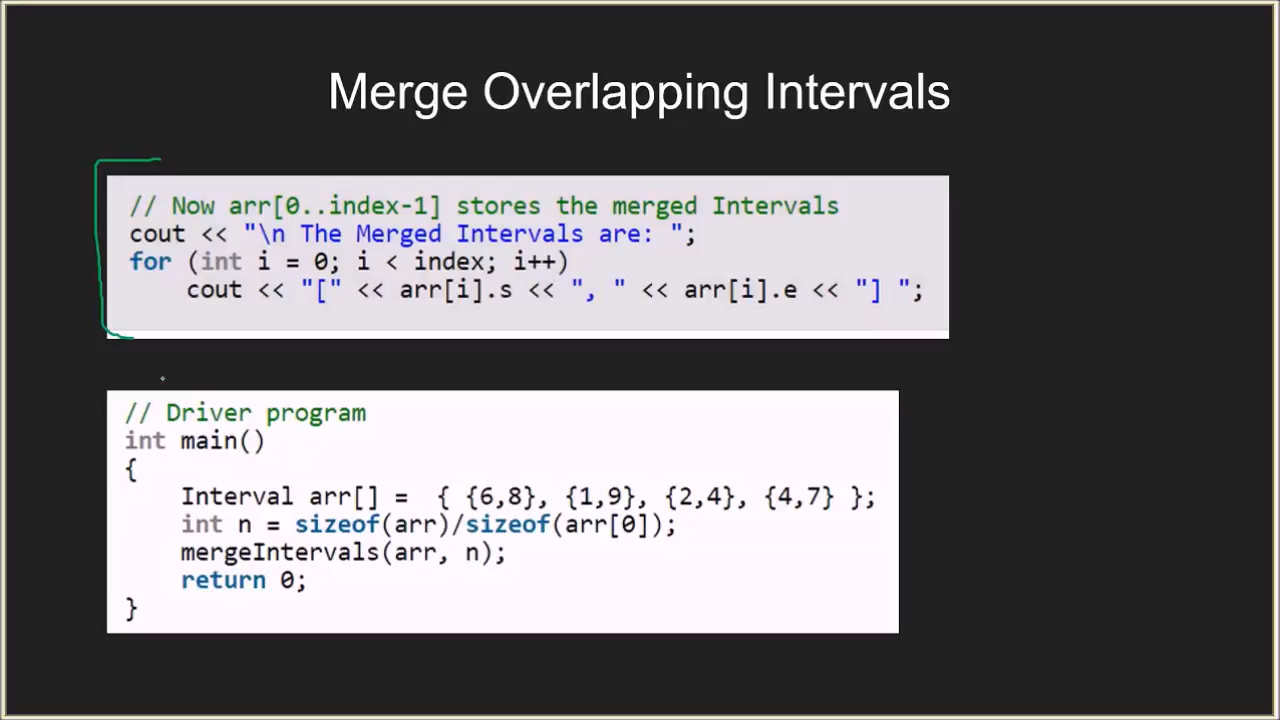 Merge Overlapping Intervals
// Now arr[0..index-1] stores the merged Intervals
cout << "\n The Merged Intervals are: ";
for (int i = 0; i < index; i++)
    cout << "[" << arr[i].s << ", " << arr[i].e << "] ";
// Driver program
int main()
{
    Interval arr[] =  { {6,8}, {1,9}, {2,4}, {4,7} };
    int n = sizeof(arr)/sizeof(arr[0]);
    mergeIntervals(arr, n);
    return 0;
}